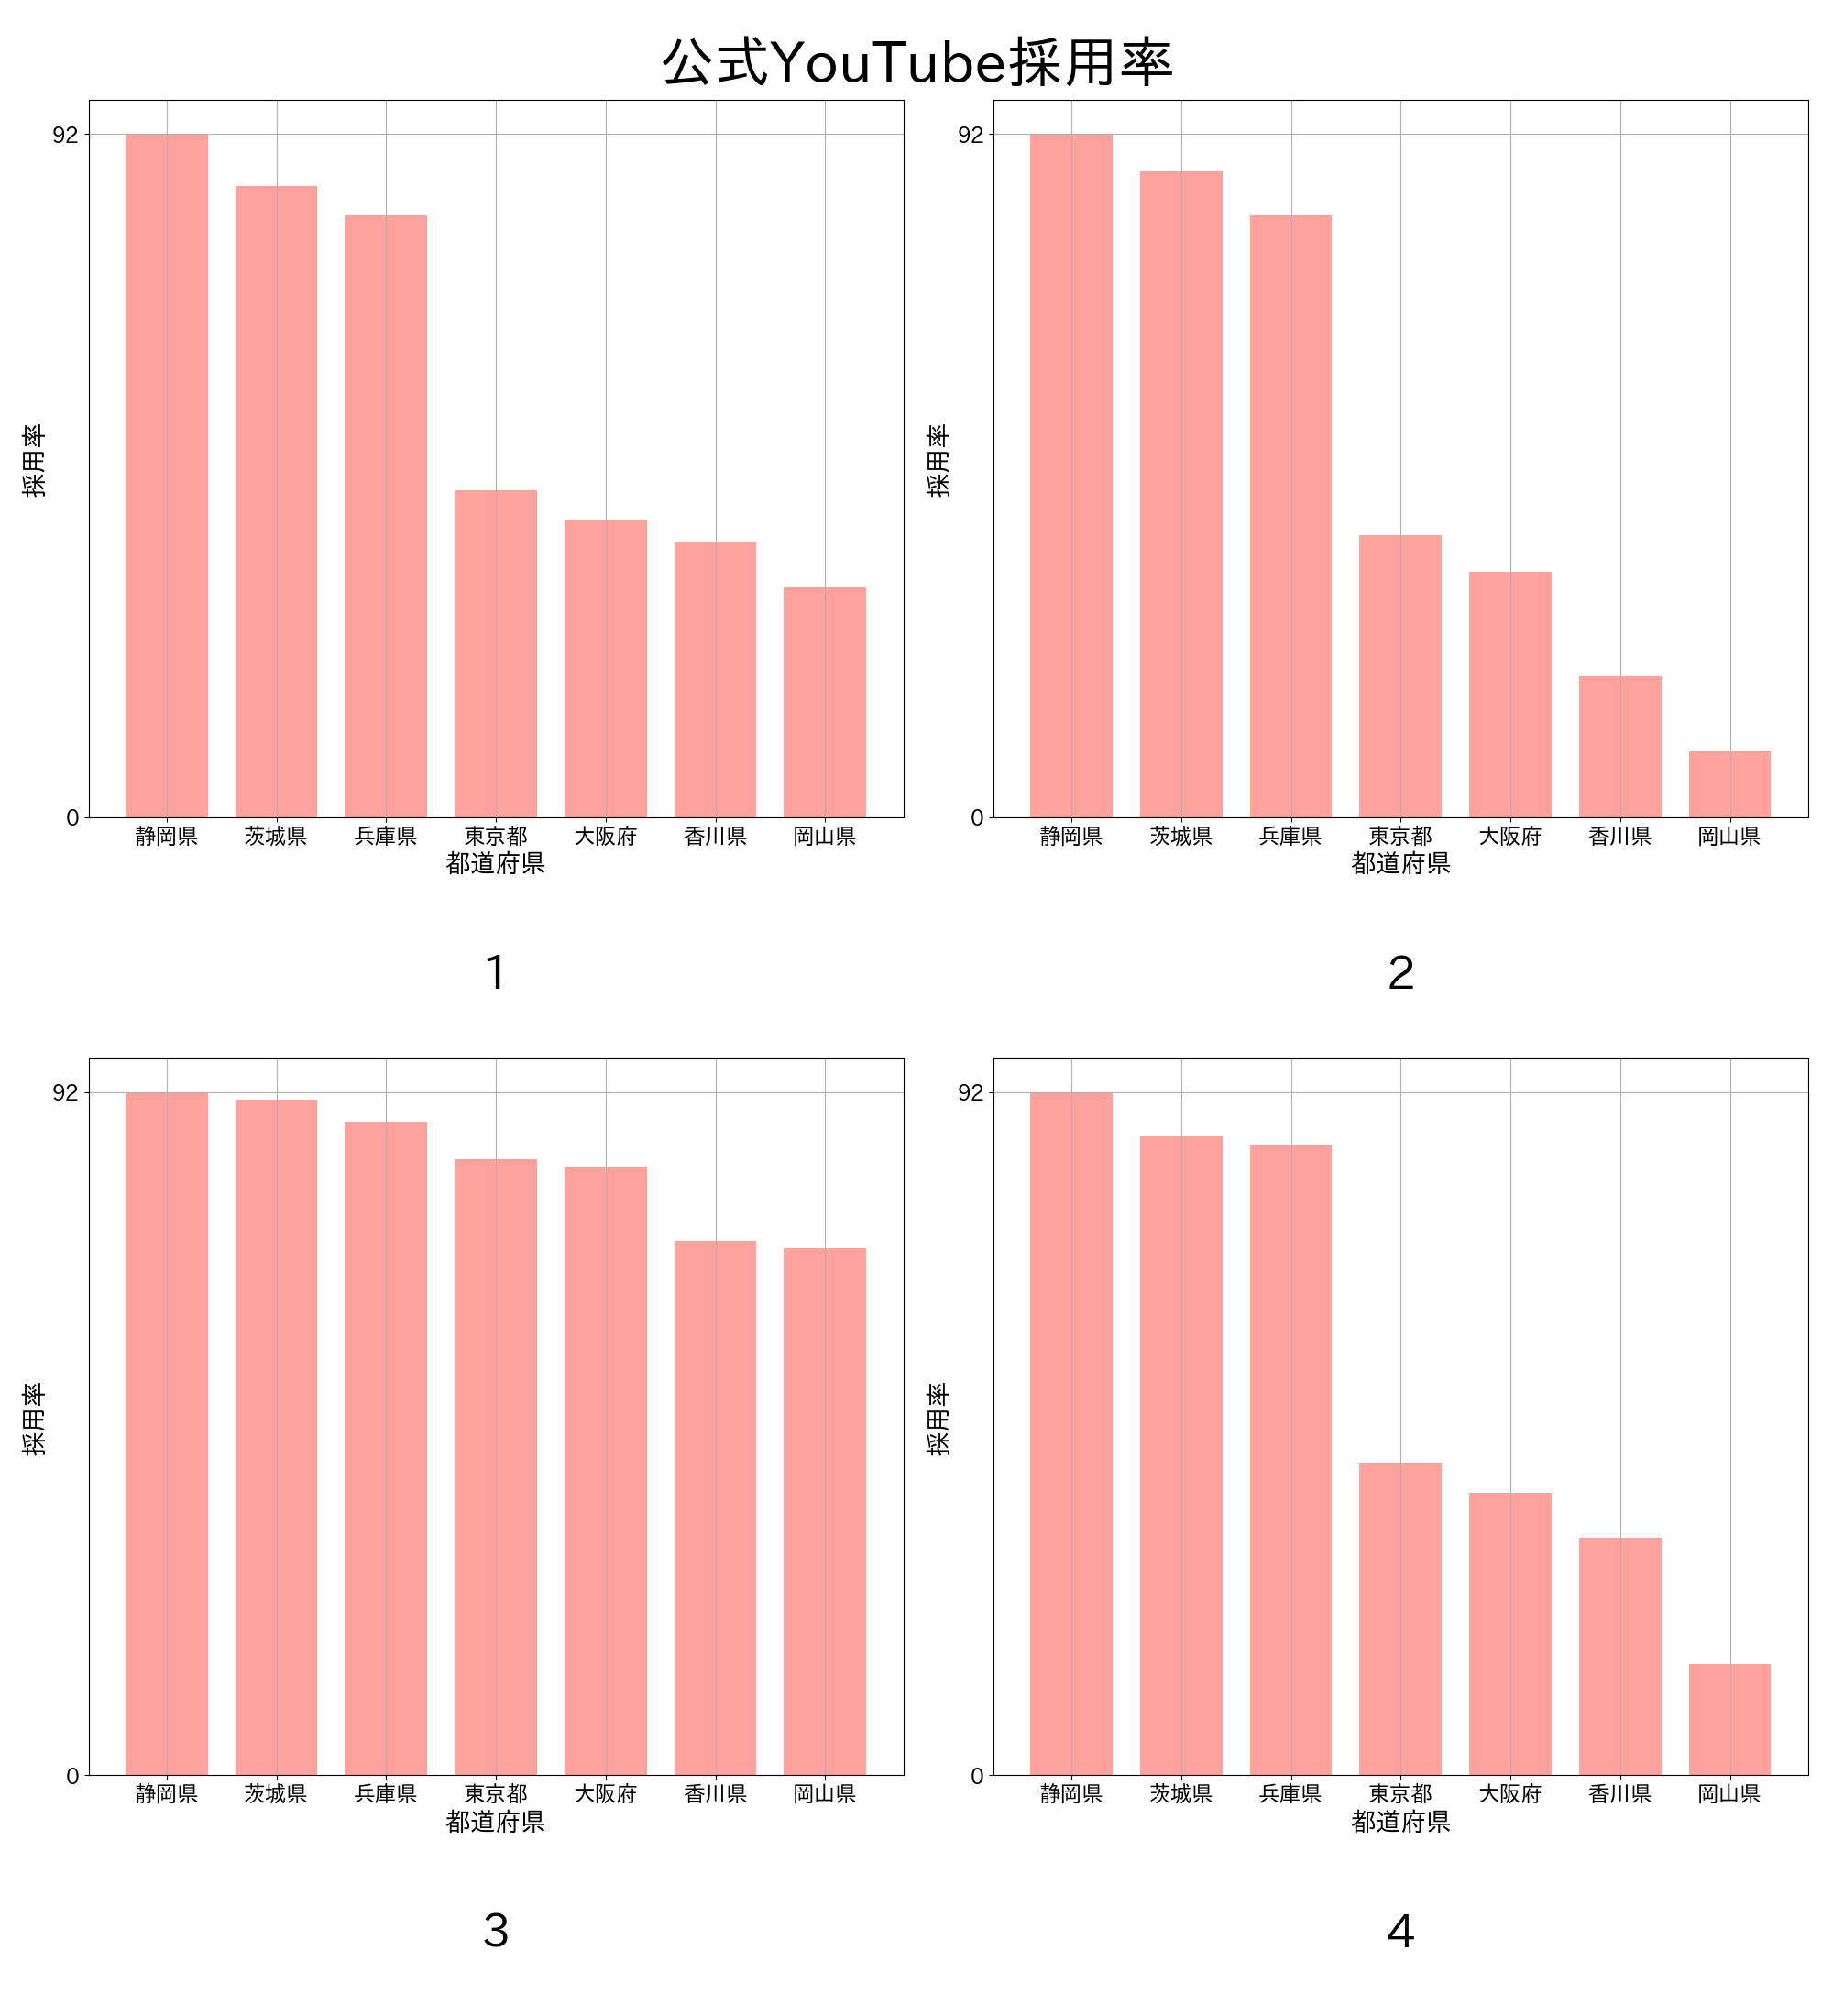 公式YouTube採用率
92
0
採用率
静岡県 茨城県 兵庫県 東京都 大阪府 香川県 岡山県
都道府県
1
92
0
採用率
静岡県 茨城県 兵庫県 東京都 大阪府 香川県 岡山県
都道府県
2
92
0
採用率
静岡県 茨城県 兵庫県 東京都 大阪府 香川県 岡山県
都道府県
3
92
0
採用率
静岡県 茨城県 兵庫県 東京都 大阪府 香川県 岡山県
都道府県
4